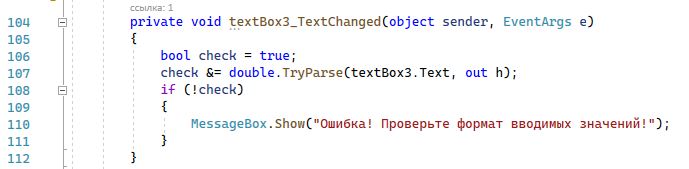 ссылка: 1
104 private void textBox3_TextChanged(object sender, EventArgs e)
105 {
106 bool check = true;
107 check &= double.TryParse(textBox3.Text, out h);
108 if (!check)
109 {
110 MessageBox.Show("Ошибка! Проверьте формат вводимых значений!");
111 }
112 }